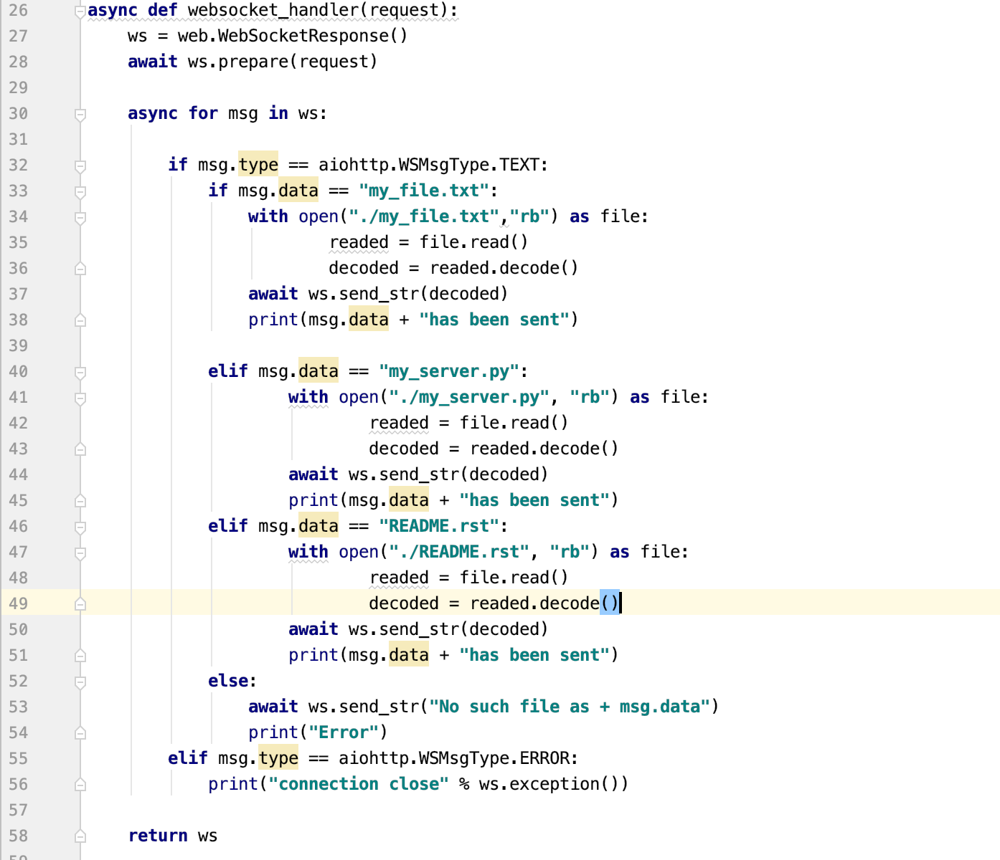 26 async def websocket_handler(request):
27     ws = web.WebSocketResponse()
28     await ws.prepare(request)
29
30     async for msg in ws:
31
32         if msg.type == aiohttp.WSMsgType.TEXT:
33             if msg.data == "my_file.txt":
34                 with open("./my_file.txt","rb") as file:
35                         readed = file.read()
36                         decoded = readed.decode()
37                 await ws.send_str(decoded)
38                 print(msg.data + "has been sent")
39
40             elif msg.data == "my_server.py":
41                     with open("./my_server.py", "rb") as file:
42                             readed = file.read()
43                             decoded = readed.decode()
44                     await ws.send_str(decoded)
45                     print(msg.data + "has been sent")
46             elif msg.data == "README.rst":
47                     with open("./README.rst", "rb") as file:
48                             readed = file.read()
49                             decoded = readed.decode()
50                     await ws.send_str(decoded)
51                     print(msg.data + "has been sent")
52             else:
53                 await ws.send_str("No such file as + msg.data")
54                 print("Error")
55         elif msg.type == aiohttp.WSMsgType.ERROR:
56             print("connection close" % ws.exception())
57
58     return ws